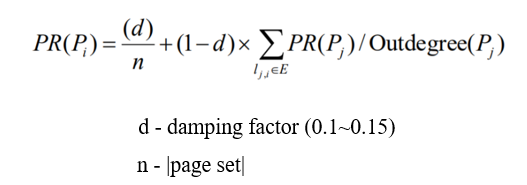 PR(P_i) = (d)/n + (1−d) × ∑_{l_{j,i}∈E} PR(P_j) / Outdegree(P_j)
d - damping factor (0.1~0.15)
n - |page set|